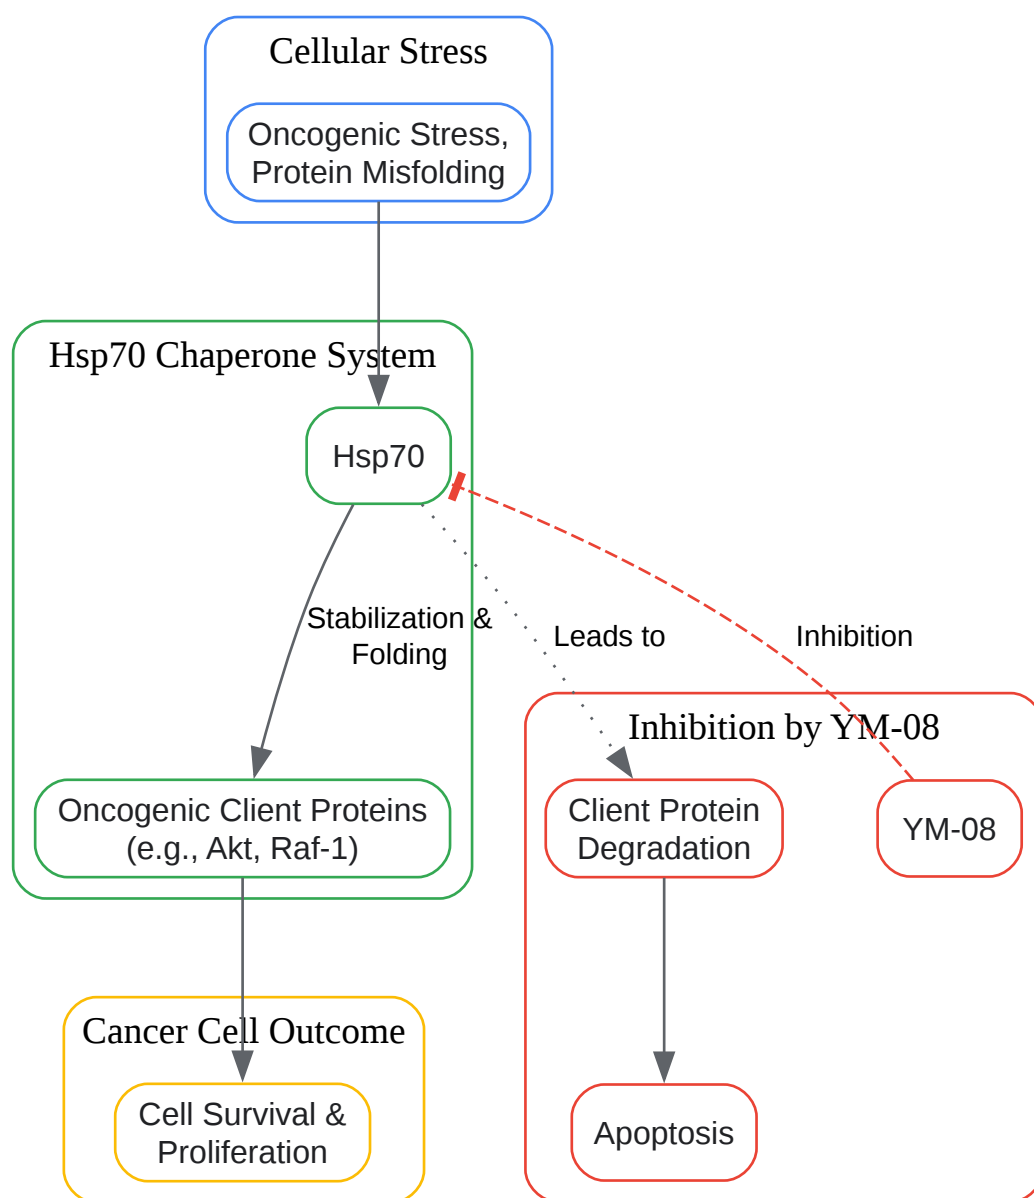 Cellular Stress
Oncogenic Stress,
Protein Misfolding
Hsp70 Chaperone System
Hsp70
Stabilization &
Folding
Leads to
Inhibition
Inhibition by YM-08
Oncogenic Client Proteins
(e.g., Akt, Raf-1)
Client Protein
Degradation
YM-08
Cancer Cell Outcome
Cell Survival &
Proliferation
Apoptosis